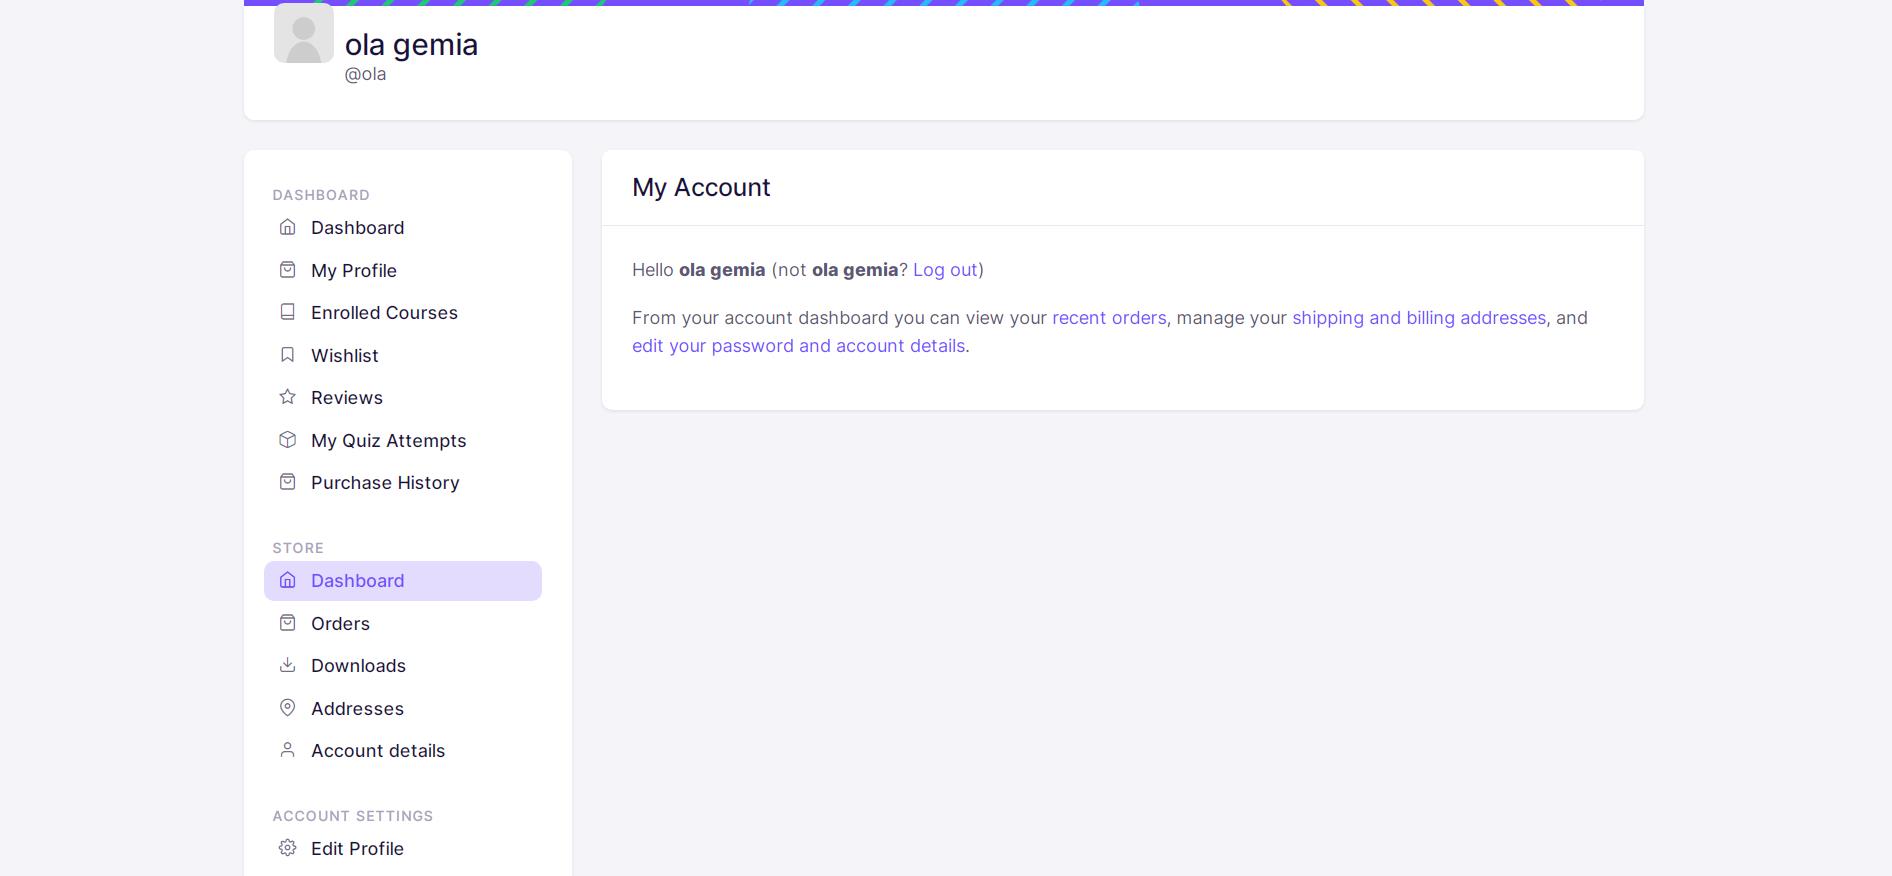 ola gemia
@ola
DASHBOARD
Dashboard
My Profile
Enrolled Courses
Wishlist
Reviews
My Quiz Attempts
Purchase History
STORE
Dashboard
Orders
Downloads
Addresses
Account details
ACCOUNT SETTINGS
Edit Profile
My Account
Hello ola gemia (not ola gemia? Log out)
From your account dashboard you can view your recent orders, manage your shipping and billing addresses, and
edit your password and account details.